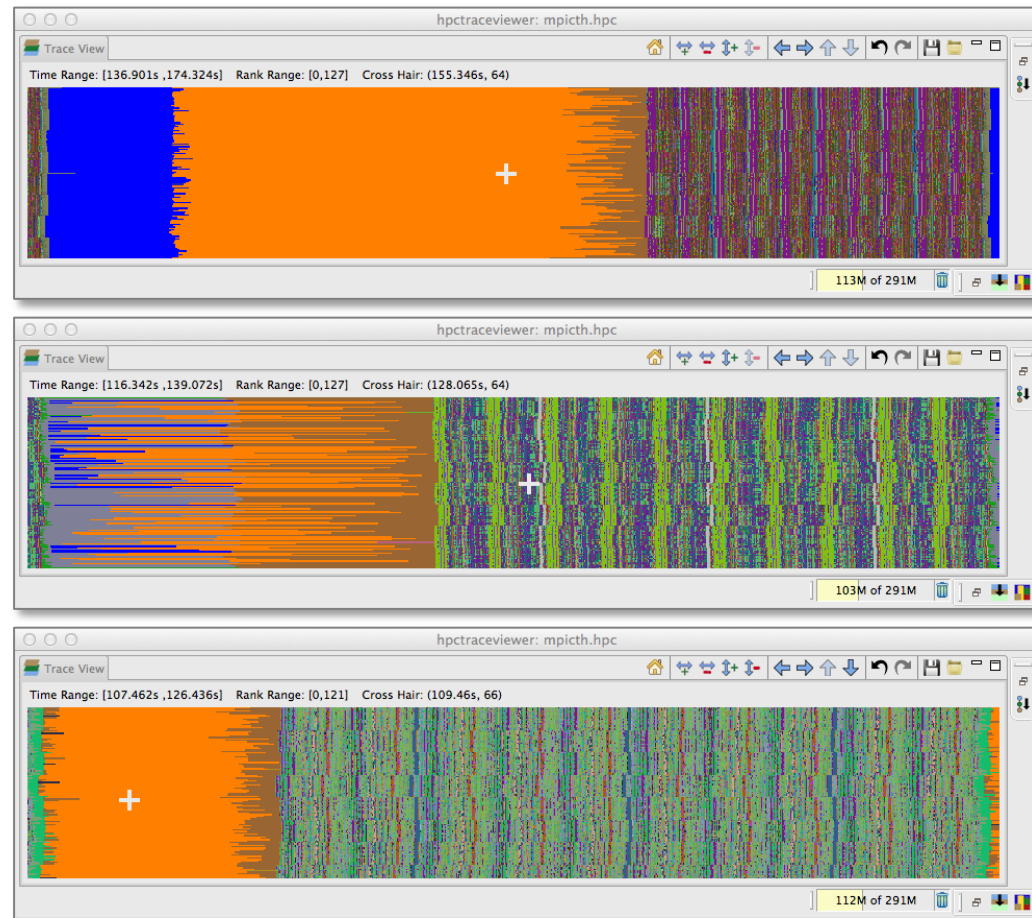 hpctraceviewer: mpicth.hpc
Trace View
Time Range: [136.901s ,174.324s] Rank Range: [0,127] Cross Hair: (155.346s, 64)
113M of 291M
hpctraceviewer: mpicth.hpc
Trace View
Time Range: [116.342s ,139.072s] Rank Range: [0,127] Cross Hair: (128.065s, 64)
103M of 291M
hpctraceviewer: mpicth.hpc
Trace View
Time Range: [107.462s ,126.436s] Rank Range: [0,121] Cross Hair: (109.46s, 66)
112M of 291M